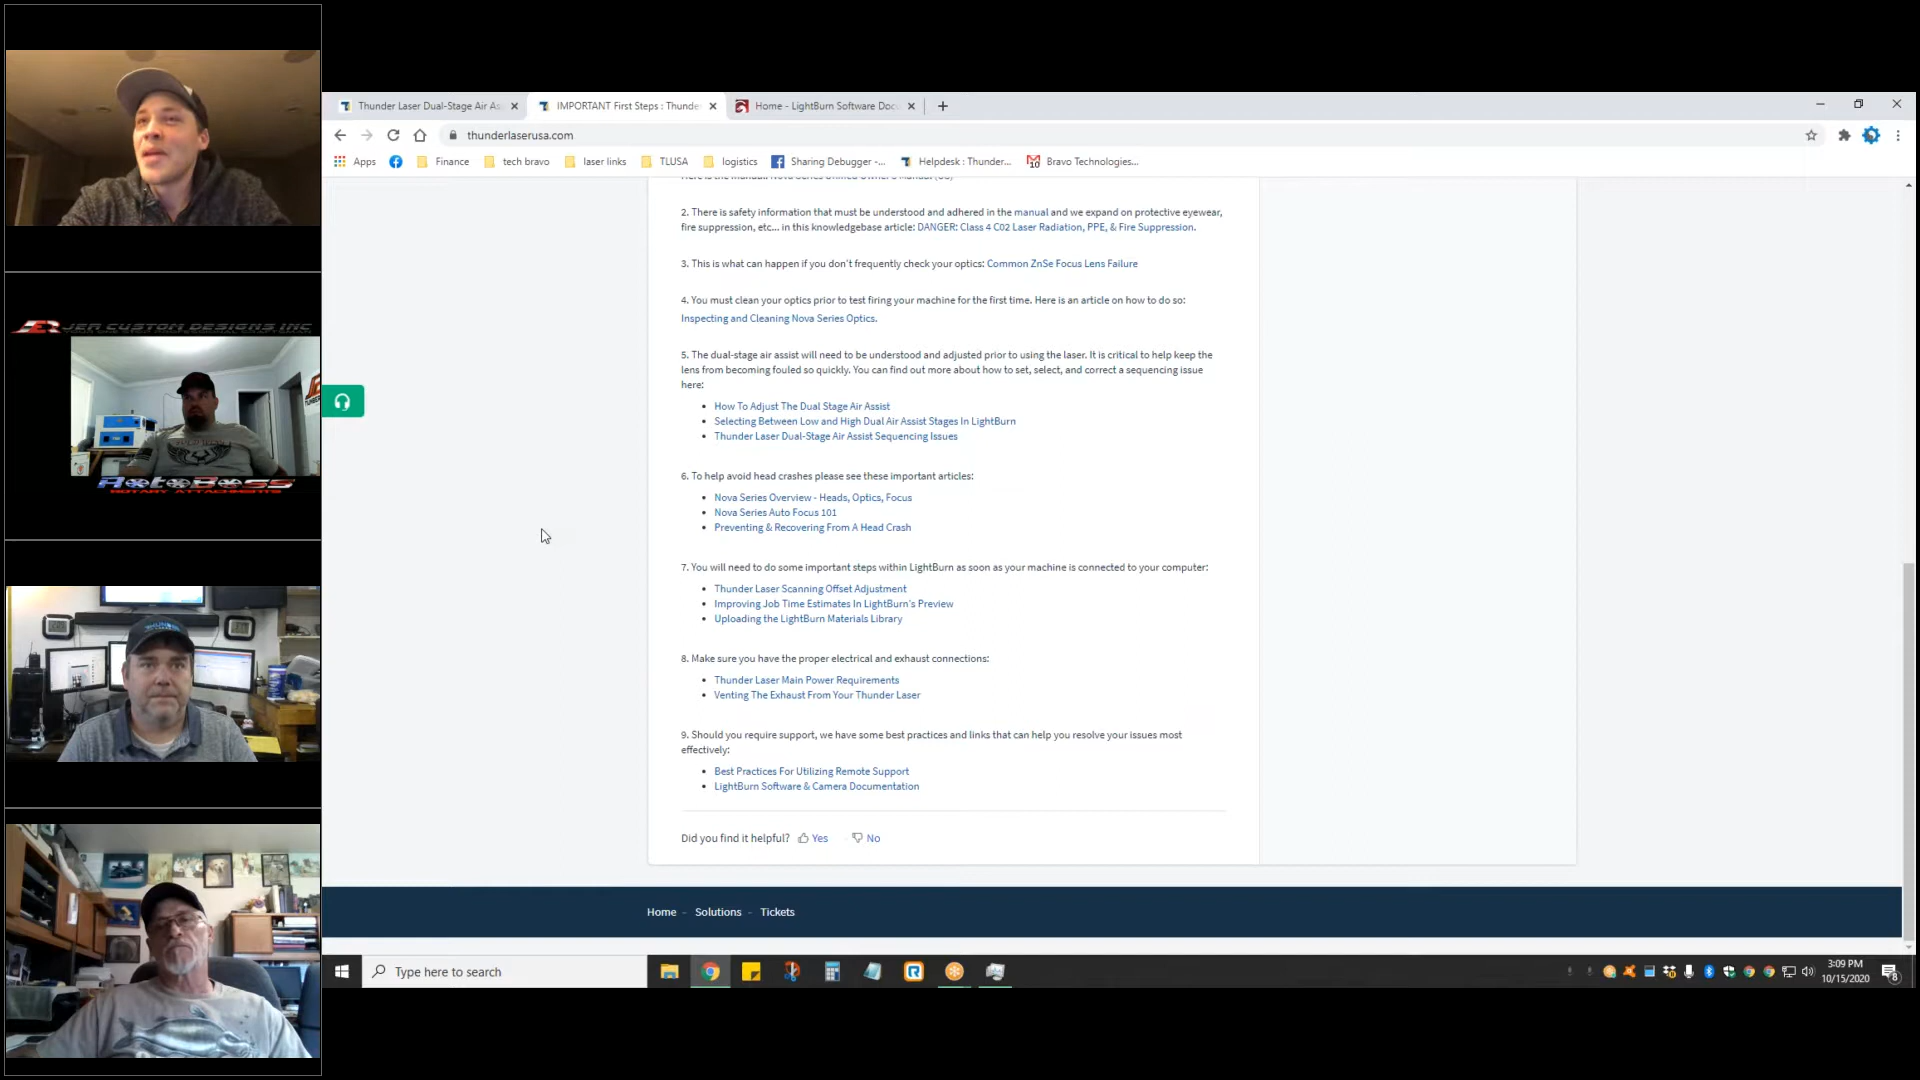 Thunder Laser Dual-Stage Air As
IMPORTANT First Steps : Thunde
Home - LightBurn Software Doc
thunderlaserusa.com
Apps
Finance
tech bravo
laser links
TLUSA
logistics
Sharing Debugger -...
Helpdesk : Thunder...
Bravo Technologies...
2. There is safety information that must be understood and adhered in the manual and we expand on protective eyewear,
fire suppression, etc... in this knowledgebase article: DANGER: Class 4 C02 Laser Radiation, PPE, & Fire Suppression.
3. This is what can happen if you don't frequently check your optics: Common ZnSe Focus Lens Failure
4. You must clean your optics prior to test firing your machine for the first time. Here is an article on how to do so:
Inspecting and Cleaning Nova Series Optics.
5. The dual-stage air assist will need to be understood and adjusted prior to using the laser. It is critical to help keep the
lens from becoming fouled so quickly. You can find out more about how to set, select, and correct a sequencing issue
here:
• How To Adjust The Dual Stage Air Assist
• Selecting Between Low and High Dual Air Assist Stages In LightBurn
• Thunder Laser Dual-Stage Air Assist Sequencing Issues
6. To help avoid head crashes please see these important articles:
• Nova Series Overview - Heads, Optics, Focus
• Nova Series Auto Focus 101
• Preventing & Recovering From A Head Crash
7. You will need to do some important steps within LightBurn as soon as your machine is connected to your computer:
• Thunder Laser Scanning Offset Adjustment
• Improving Job Time Estimates In LightBurn's Preview
• Uploading the LightBurn Materials Library
8. Make sure you have the proper electrical and exhaust connections:
• Thunder Laser Main Power Requirements
• Venting The Exhaust From Your Thunder Laser
9. Should you require support, we have some best practices and links that can help you resolve your issues most
effectively:
• Best Practices For Utilizing Remote Support
• LightBurn Software & Camera Documentation
Did you find it helpful? Yes No
Home - Solutions - Tickets
Type here to search
3:09 PM
10/15/2020
8
JER CUSTOM DESIGNS INC
ROTOBOSS
ROTARY ATTACHMENTS